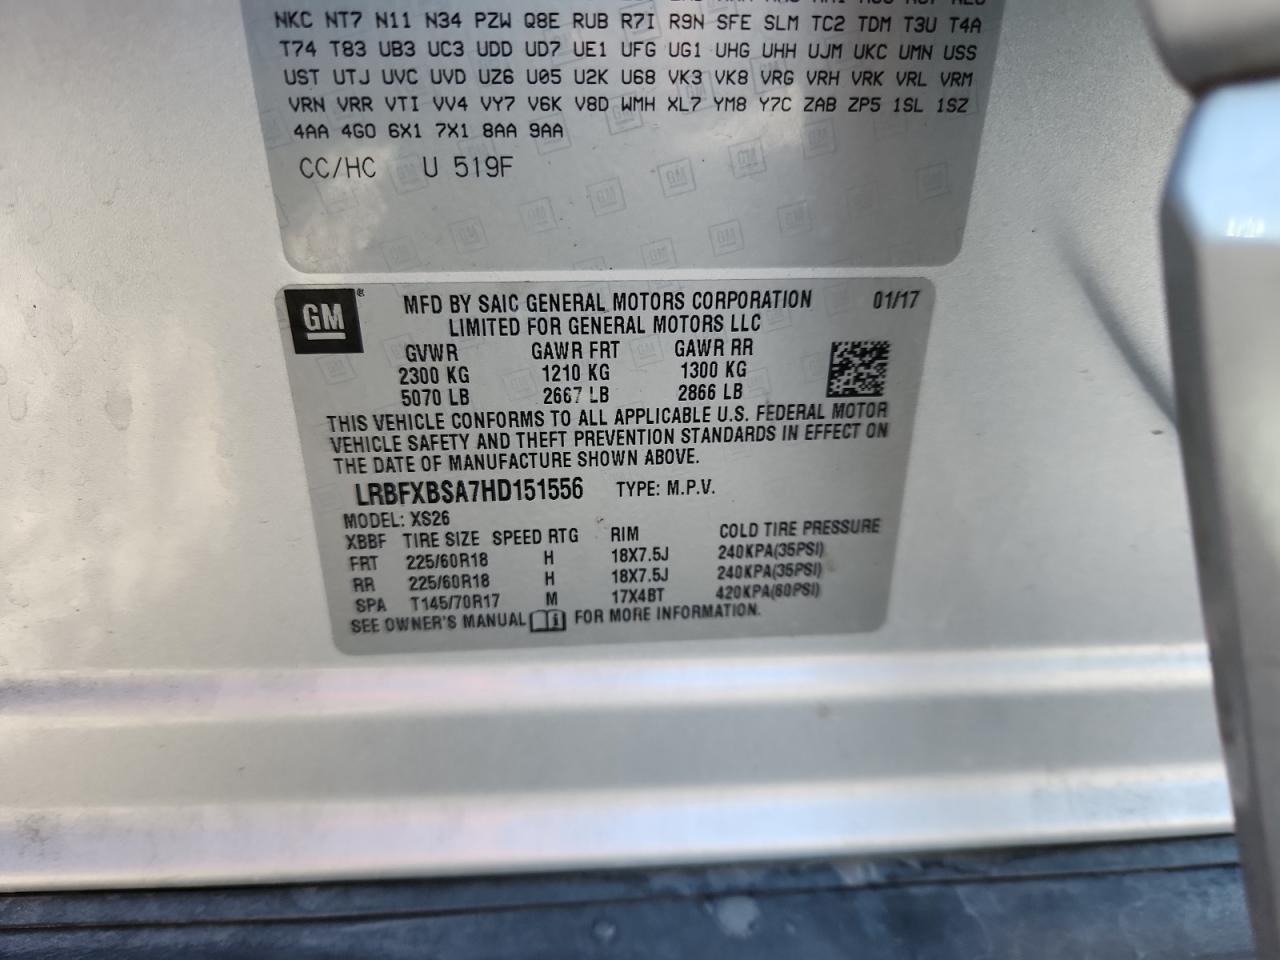 NKC NT7 N11 N34 PZW Q8E RUB R7I R9N SFE SLM TC2 TDM T3U T4A
T74 T83 UB3 UC3 UDD UD7 UE1 UFG UG1 UHG UHH UJM UKC UMN USS
UST UTJ UVC UVD UZ6 U05 U2K U68 VK3 VK8 VRG VRH VRK VRL VRM
VRN VRR VTI VV4 VY7 V6K V8D WMH XL7 YM8 Y7C ZAB ZP5 1SL 1SZ
4AA 4G0 6X1 7X1 8AA 9AA
CC/HC U 519F
GM® MFD BY SAIC GENERAL MOTORS CORPORATION 01/17
LIMITED FOR GENERAL MOTORS LLC
GVWR GAWR FRT GAWR RR
2300 KG 1210 KG 1300 KG
5070 LB 2667 LB 2866 LB
THIS VEHICLE CONFORMS TO ALL APPLICABLE U.S. FEDERAL MOTOR
VEHICLE SAFETY AND THEFT PREVENTION STANDARDS IN EFFECT ON
THE DATE OF MANUFACTURE SHOWN ABOVE.
LRBFXBSA7HD151556 TYPE: M.P.V.
MODEL: XS26
XBBF TIRE SIZE SPEED RTG RIM COLD TIRE PRESSURE
FRT 225/60R18 H 18X7.5J 240KPA(35PSI)
RR 225/60R18 H 18X7.5J 240KPA(35PSI)
SPA T145/70R17 M 17X4BT 420KPA(60PSI)
SEE OWNER'S MANUAL FOR MORE INFORMATION.